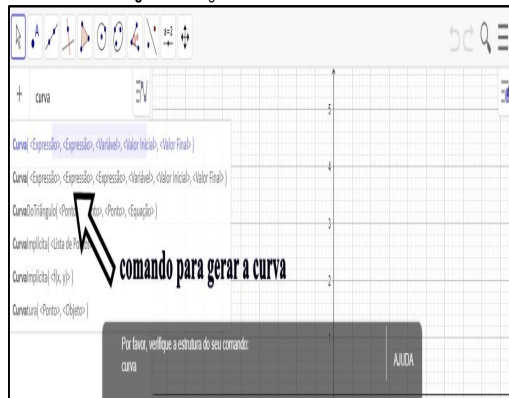 A
a=2
+ curva
5
Curva( <Expressão>, <Expressão>, <Variável>, <Valor Inicial>, <Valor Final> )
4
Curva( <Expressão>, <Expressão>, <Expressão>, <Variável>, <Valor Inicial>, <Valor Final> )
CurvaDoTriângulo( <Ponto>, <Ponto>, <Equação> )
3
CurvaImplícita( <Lista de
CurvaImplícita( <f(x, y)> )
comando para gerar a curva
2
Curvatura( <Ponto>, <Objeto> )
1
Por favor, verifique a estrutura do seu comando:
curva
AJUDA